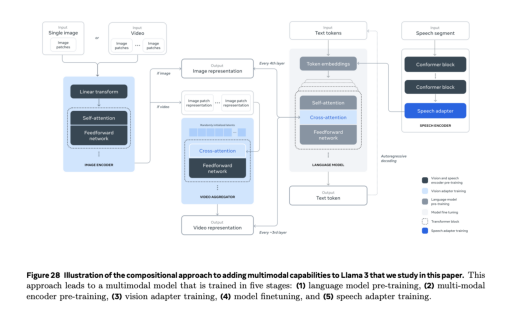 Input
Single image
Image patches
or
Input
Video
Image patches
...
Image patches
Linear transform
Self-attention
Feedforward network
IMAGE ENCODER
If image
If video
Output
Image representation
Image patch representation
...
Image patch representation
Cross-attention
Feedforward network
VIDEO AGGREGATOR
Output
Video representation
Every 4th layer
Every ~3rd layer
Input
Text tokens
Token embeddings
Self-attention
Cross-attention
Feedforward network
LANGUAGE MODEL
Output
Text token
Autoregressive decoding
Input
Speech segment
Conformer block
Conformer block
Speech adapter
SPEECH ENCODER
Vision and speech encoder pre-training
Vision adapter training
Language model pre-training
Model finetuning
Transformer block
Speech adapter training
Figure 28 Illustration of the compositional approach to adding multimodal capabilities to Llama 3 that we study in this paper. This
approach leads to a multimodal model that is trained in five stages: (1) language model pre-training, (2) multi-modal
encoder pre-training, (3) vision adapter training, (4) model finetuning, and (5) speech adapter training.